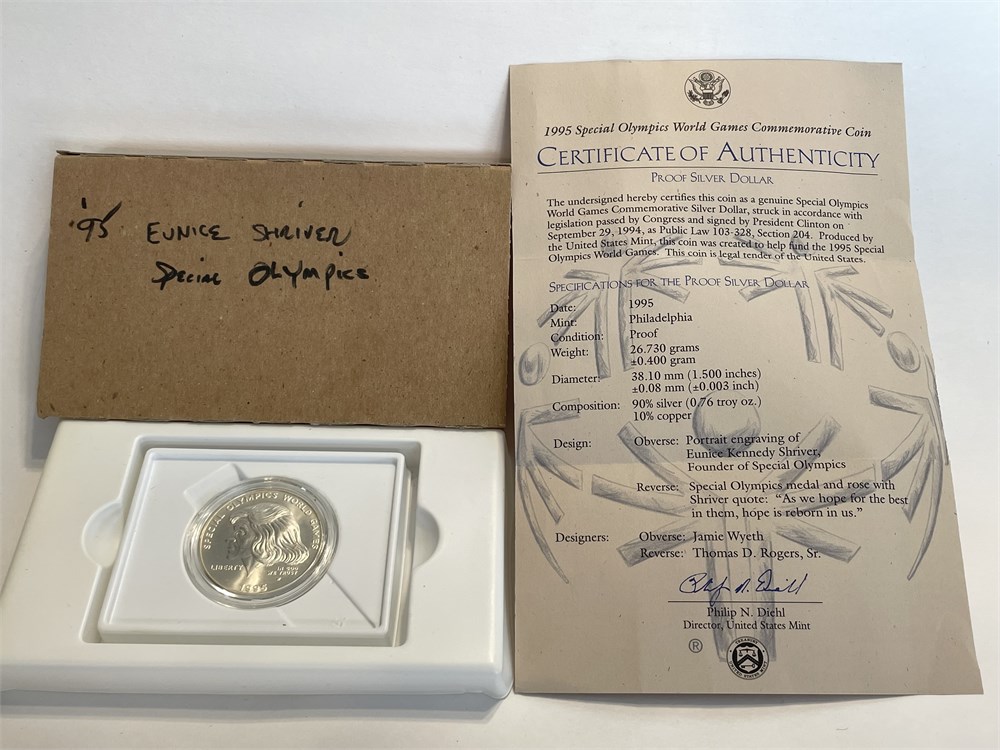 '95 EUNICE SHRIVER
SPECIAL OLYMPICS
SPECIAL OLYMPICS WORLD GAMES
LIBERTY
IN GOD
WE TRUST
1995
1995 Special Olympics World Games Commemorative Coin
CERTIFICATE OF AUTHENTICITY
PROOF SILVER DOLLAR
The undersigned hereby certifies this coin as a genuine Special Olympics
World Games Commemorative Silver Dollar, struck in accordance with
legislation passed by Congress and signed by President Clinton on
September 29, 1994, as Public Law 103-328, Section 204. Produced by
the United States Mint, this coin was created to help fund the 1995 Special
Olympics World Games. This coin is legal tender of the United States.
SPECIFICATIONS FOR THE PROOF SILVER DOLLAR
Date: 1995
Mint: Philadelphia
Condition: Proof
Weight: 26.730 grams
±0.400 gram
Diameter: 38.10 mm (1.500 inches)
±0.08 mm (±0.003 inch)
Composition: 90% silver (0.76 troy oz.)
10% copper
Design: Obverse: Portrait engraving of
Eunice Kennedy Shriver,
Founder of Special Olympics
Reverse: Special Olympics medal and rose with
Shriver quote: "As we hope for the best
in them, hope is reborn in us."
Designers: Obverse: Jamie Wyeth
Reverse: Thomas D. Rogers, Sr.
Philip N. Diehl
Philip N. Diehl
Director, United States Mint
®